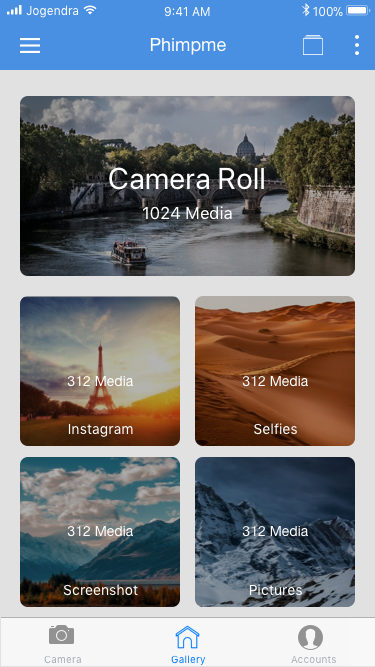 Jogendra 9:41 AM 100%
Phimpme
Camera Roll
1024 Media
312 Media 312 Media
Instagram Selfies
312 Media 312 Media
Screenshot Pictures
Camera Gallery Accounts